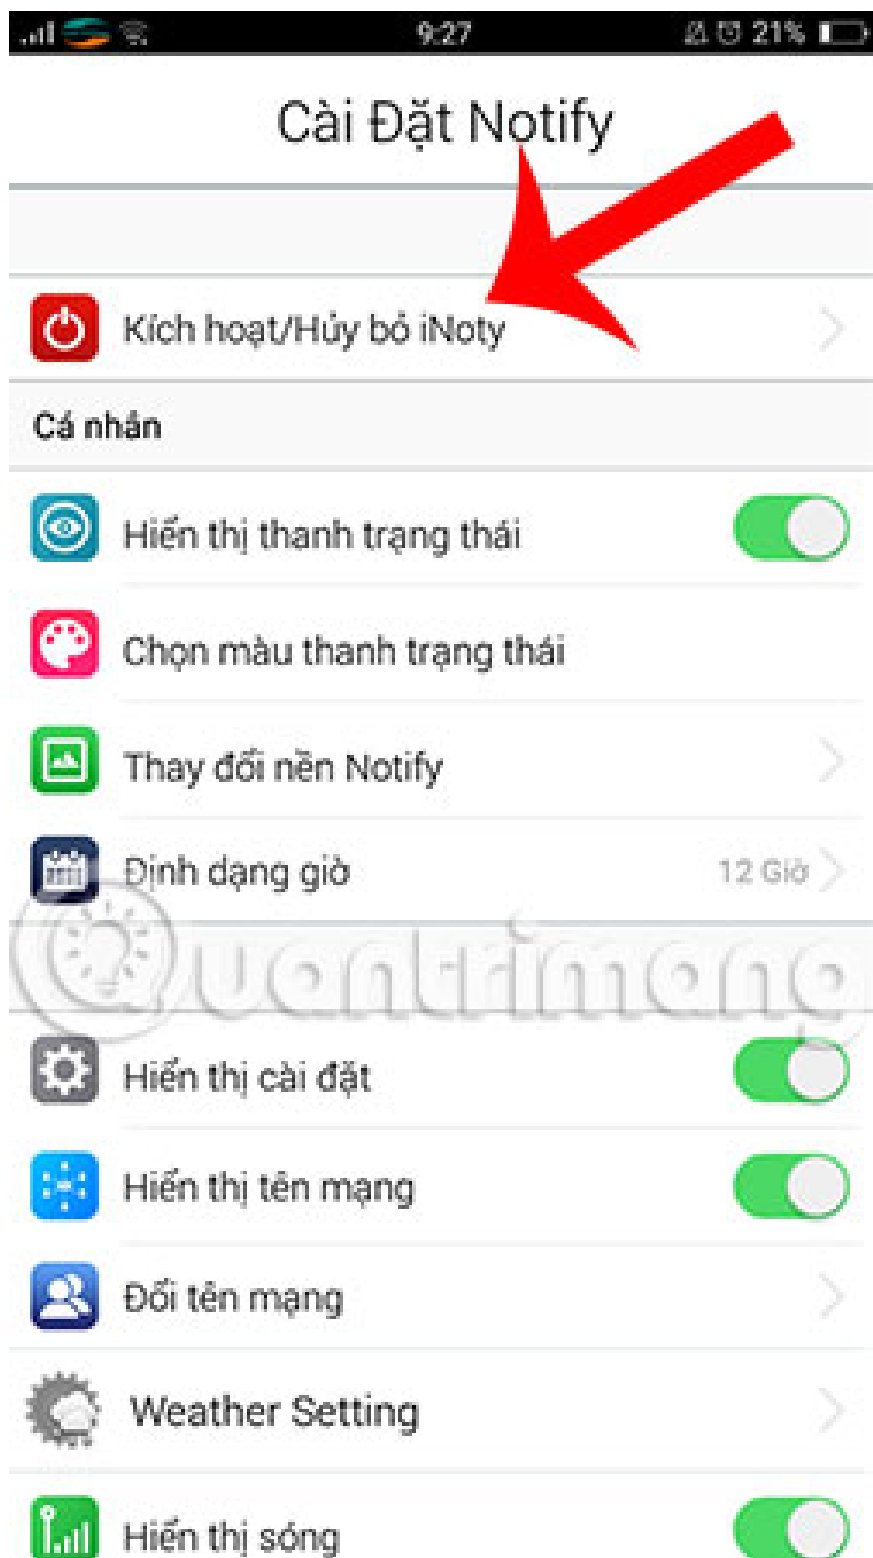 9:27
21%
Cài Đặt Notify
Kích hoạt/Hủy bỏ iNoty
Cá nhân
Hiển thị thanh trạng thái
Chọn màu thanh trạng thái
Thay đổi nền Notify
Định dạng giờ
12 Giờ
Quantrimang
Hiển thị cài đặt
Hiển thị tên mạng
Đổi tên mạng
Weather Setting
Hiển thị sóng